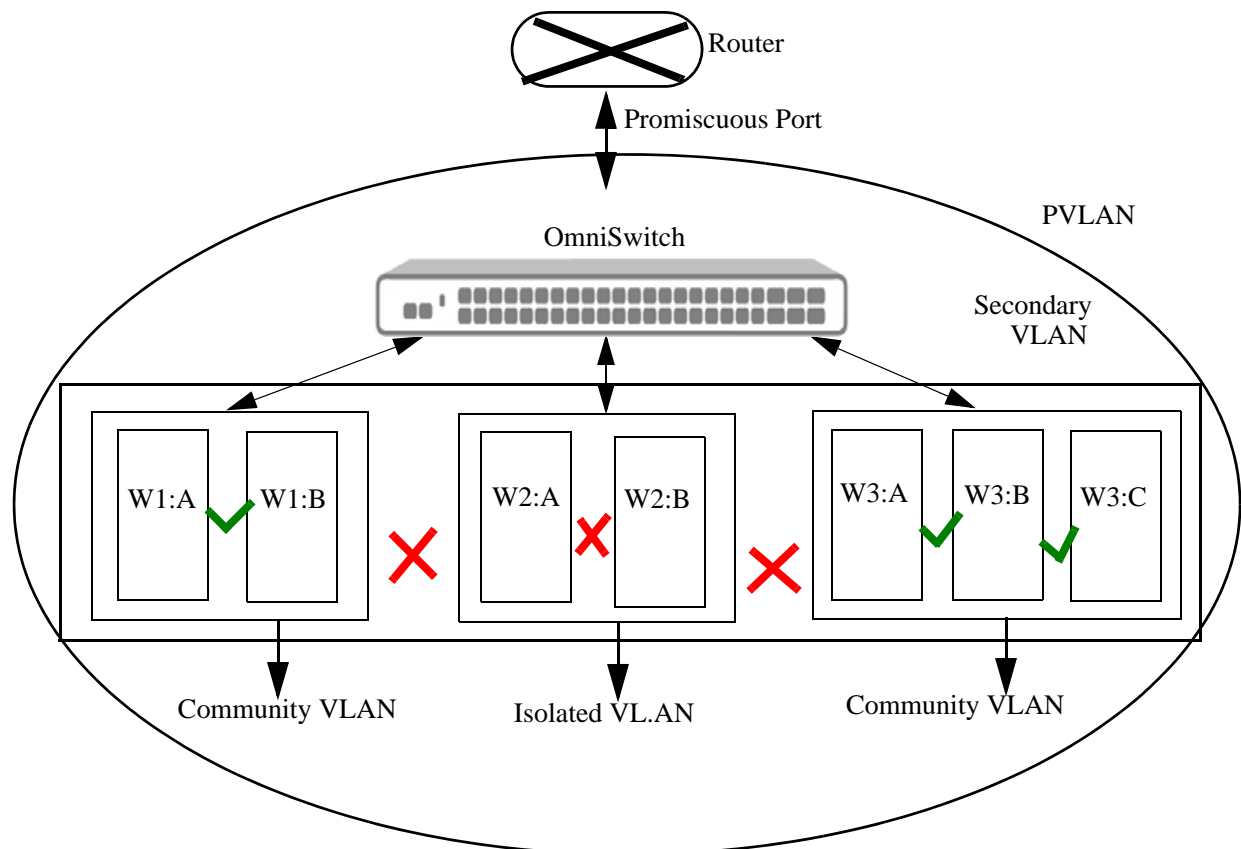 Router
Promiscuous Port
PVLAN
OmniSwitch
Secondary
VLAN
W1:A
W1:B
W2:A
W2:B
W3:A
W3:B
W3:C
Community VLAN
Isolated VL.AN
Community VLAN